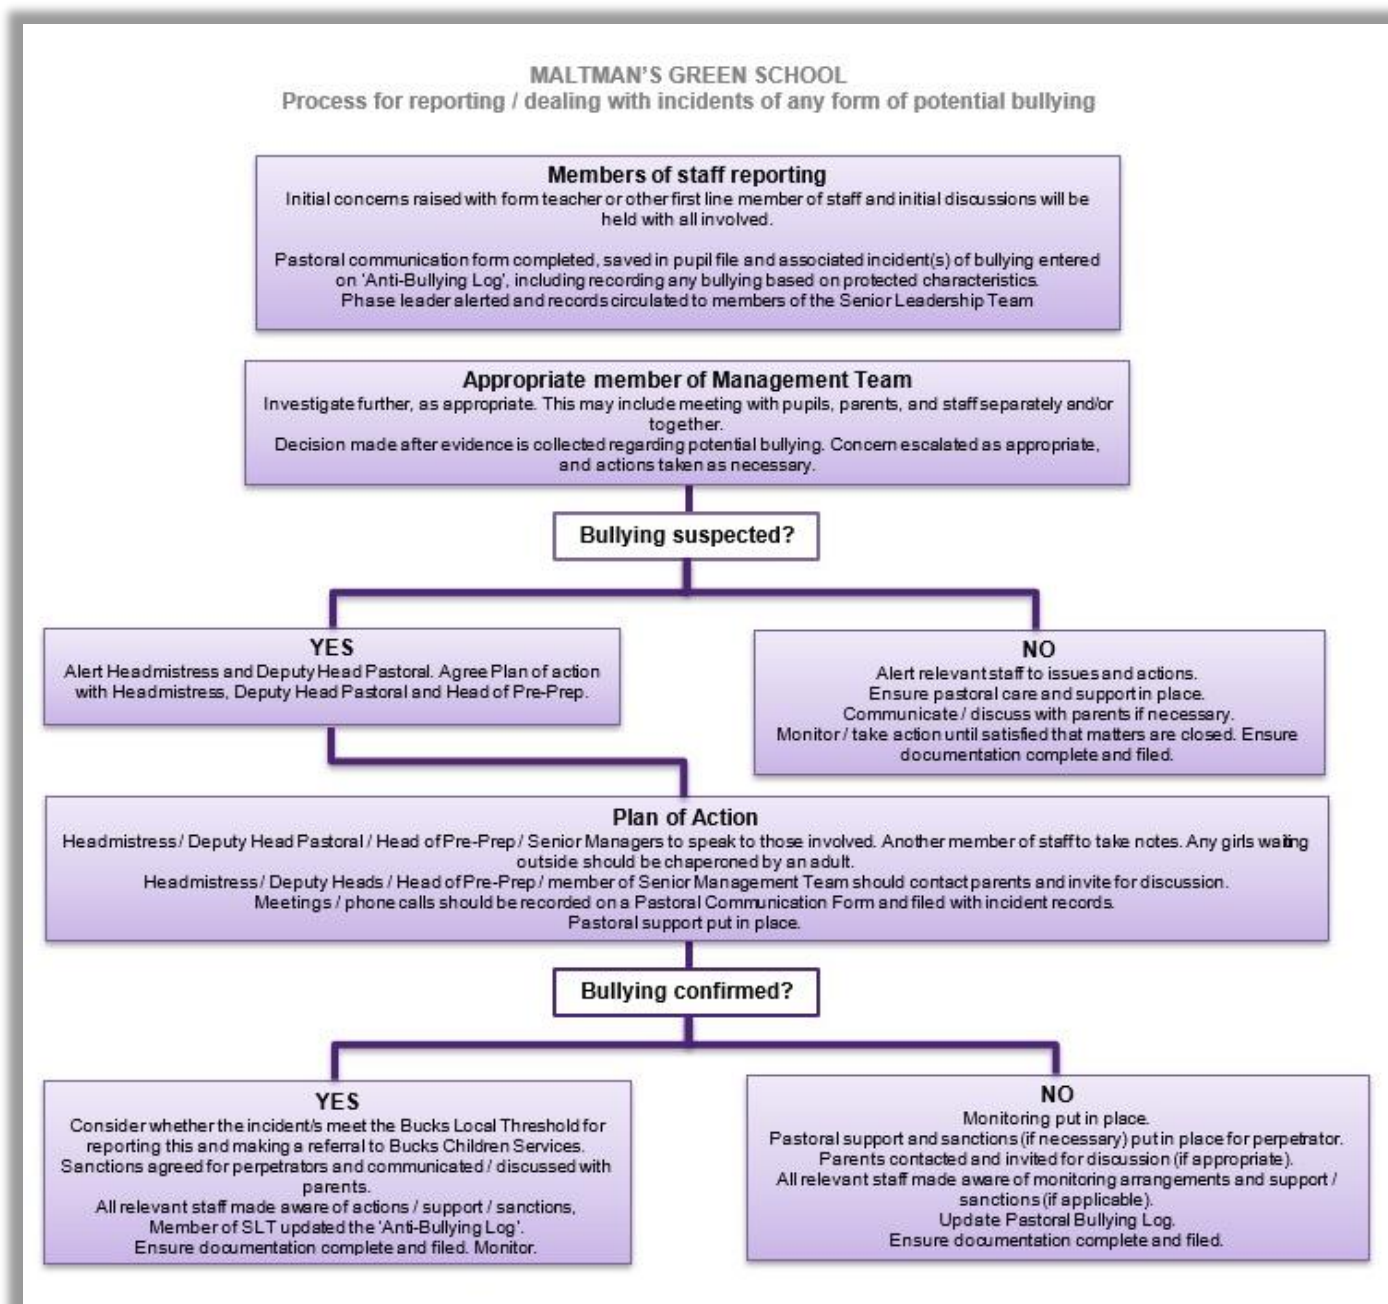 MALTMAN'S GREEN SCHOOL
Process for reporting / dealing with incidents of any form of potential bullying
Members of staff reporting
Initial concerns raised with form teacher or other first line member of staff and initial discussions will be
held with all involved.
Pastoral communication form completed, saved in pupil file and associated incident(s) of bullying entered
on 'Anti-Bullying Log', including recording any bullying based on protected characteristics.
Phase leader alerted and records circulated to members of the Senior Leadership Team
Appropriate member of Management Team
Investigate further, as appropriate. This may include meeting with pupils, parents, and staff separately and/or
together.
Decision made after evidence is collected regarding potential bullying. Concern escalated as appropriate,
and actions taken as necessary.
Bullying suspected?
YES
Alert Headmistress and Deputy Head Pastoral. Agree Plan of action
with Headmistress, Deputy Head Pastoral and Head of Pre-Prep.
NO
Alert relevant staff to issues and actions.
Ensure pastoral care and support in place.
Communicate / discuss with parents if necessary.
Monitor / take action until satisfied that matters are closed. Ensure
documentation complete and filed.
Plan of Action
Headmistress / Deputy Head Pastoral / Head of Pre-Prep / Senior Managers to speak to those involved. Another member of staff to take notes. Any girls waiting
outside should be chaperoned by an adult.
Headmistress / Deputy Heads / Head of Pre-Prep / member of Senior Management Team should contact parents and invite for discussion.
Meetings / phone calls should be recorded on a Pastoral Communication Form and filed with incident records.
Pastoral support put in place.
Bullying confirmed?
YES
Consider whether the incident/s meet the Bucks Local Threshold for
reporting this and making a referral to Bucks Children Services.
Sanctions agreed for perpetrators and communicated / discussed with
parents.
All relevant staff made aware of actions / support / sanctions,
Member of SLT updated the 'Anti-Bullying Log'.
Ensure documentation complete and filed. Monitor.
NO
Monitoring put in place.
Pastoral support and sanctions (if necessary) put in place for perpetrator.
Parents contacted and invited for discussion (if appropriate).
All relevant staff made aware of monitoring arrangements and support /
sanctions (if applicable).
Update Pastoral Bullying Log.
Ensure documentation complete and filed.